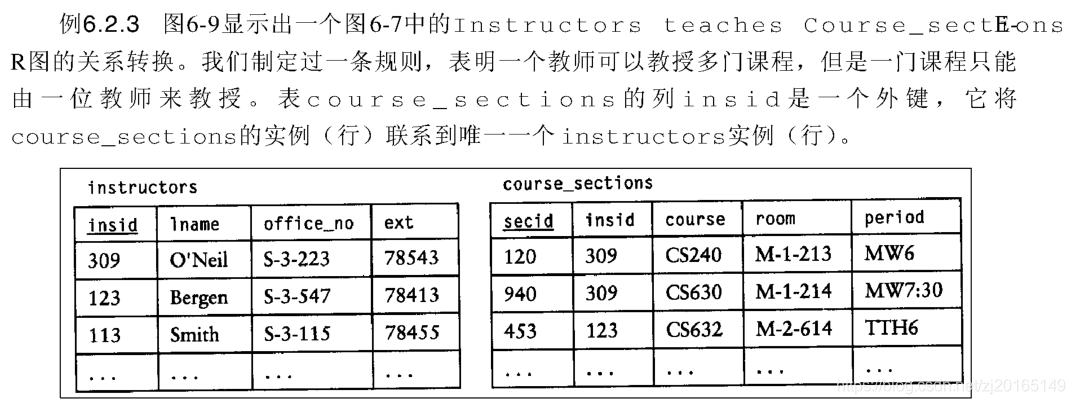 例6.2.3 图6-9显示出一个图6-7中的Instructors teaches Course_sections E-
R图的关系转换。我们制定过一条规则，表明一个教师可以教授多门课程，但是一门课程只能
由一位教师来教授。表course_sections的列insid是一个外键，它将
course_sections的实例（行）联系到唯一一个instructors实例（行）。
instructors
insid lname office_no ext
309 O'Neil S-3-223 78543
123 Bergen S-3-547 78413
113 Smith S-3-115 78455
... ... ... ...
course_sections
secid insid course room period
120 309 CS240 M-1-213 MW6
940 309 CS630 M-1-214 MW7:30
453 123 CS632 M-2-614 TTH6
... ... ... ... ...
https://blog.csdn.net/zj20165149